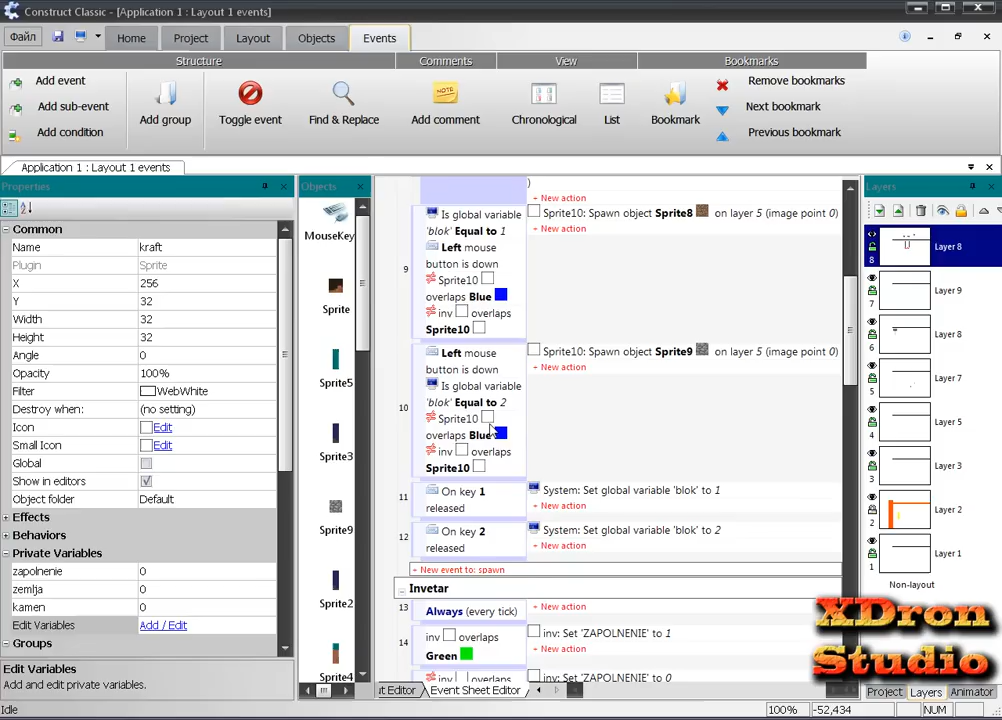 Construct Classic - [Application 1 : Layout 1 events]
Файл Home Project Layout Objects Events
Structure Comments View Bookmarks
Add event
Add sub-event
Add condition
Add group
Toggle event
Find & Replace
Add comment
Chronological
List
Bookmark
Remove bookmarks
Next bookmark
Previous bookmark
Application 1 : Layout 1 events
Properties
Common
Name kraft
Plugin Sprite
X 256
Y 32
Width 32
Height 32
Angle 0
Opacity 100%
Filter WebWhite
Destroy when: (no setting)
Icon Edit
Small Icon Edit
Global
Show in editors
Object folder Default
Effects
Behaviors
Private Variables
zapolnenie 0
zemlja 0
kamen 0
Edit Variables Add / Edit
Groups
Edit Variables
Add and edit private variables.
Idle
Objects
MouseKey
Sprite
Sprite5
Sprite3
Sprite9
Sprite2
Sprite4
)
+ New action
9
Is global variable
'blok' Equal to 1
Left mouse
button is down
Sprite10
overlaps Blue
inv overlaps
Sprite10
Sprite10: Spawn object Sprite8 on layer 5 (image point 0)
+ New action
10
Left mouse
button is down
Is global variable
'blok' Equal to 2
Sprite10
overlaps Blue
inv overlaps
Sprite10
Sprite10: Spawn object Sprite9 on layer 5 (image point 0)
+ New action
11
On key 1
released
System: Set global variable 'blok' to 1
+ New action
12
On key 2
released
System: Set global variable 'blok' to 2
+ New action
+ New event to: spawn
Invetar
13
Always (every tick)
+ New action
14
inv overlaps
Green
inv: Set 'ZAPOLNENIE' to 1
+ New action
inv overlaps
inv: Set 'ZAPOLNENIE' to 0
ut Editor Event Sheet Editor
Layers
8 Layer 8
7 Layer 9
6 Layer 8
5 Layer 7
4 Layer 5
3 Layer 3
2 Layer 2
1 Layer 1
Non-layout
XDron
Studio
Project Layers Animator
100% -52,434 NUM